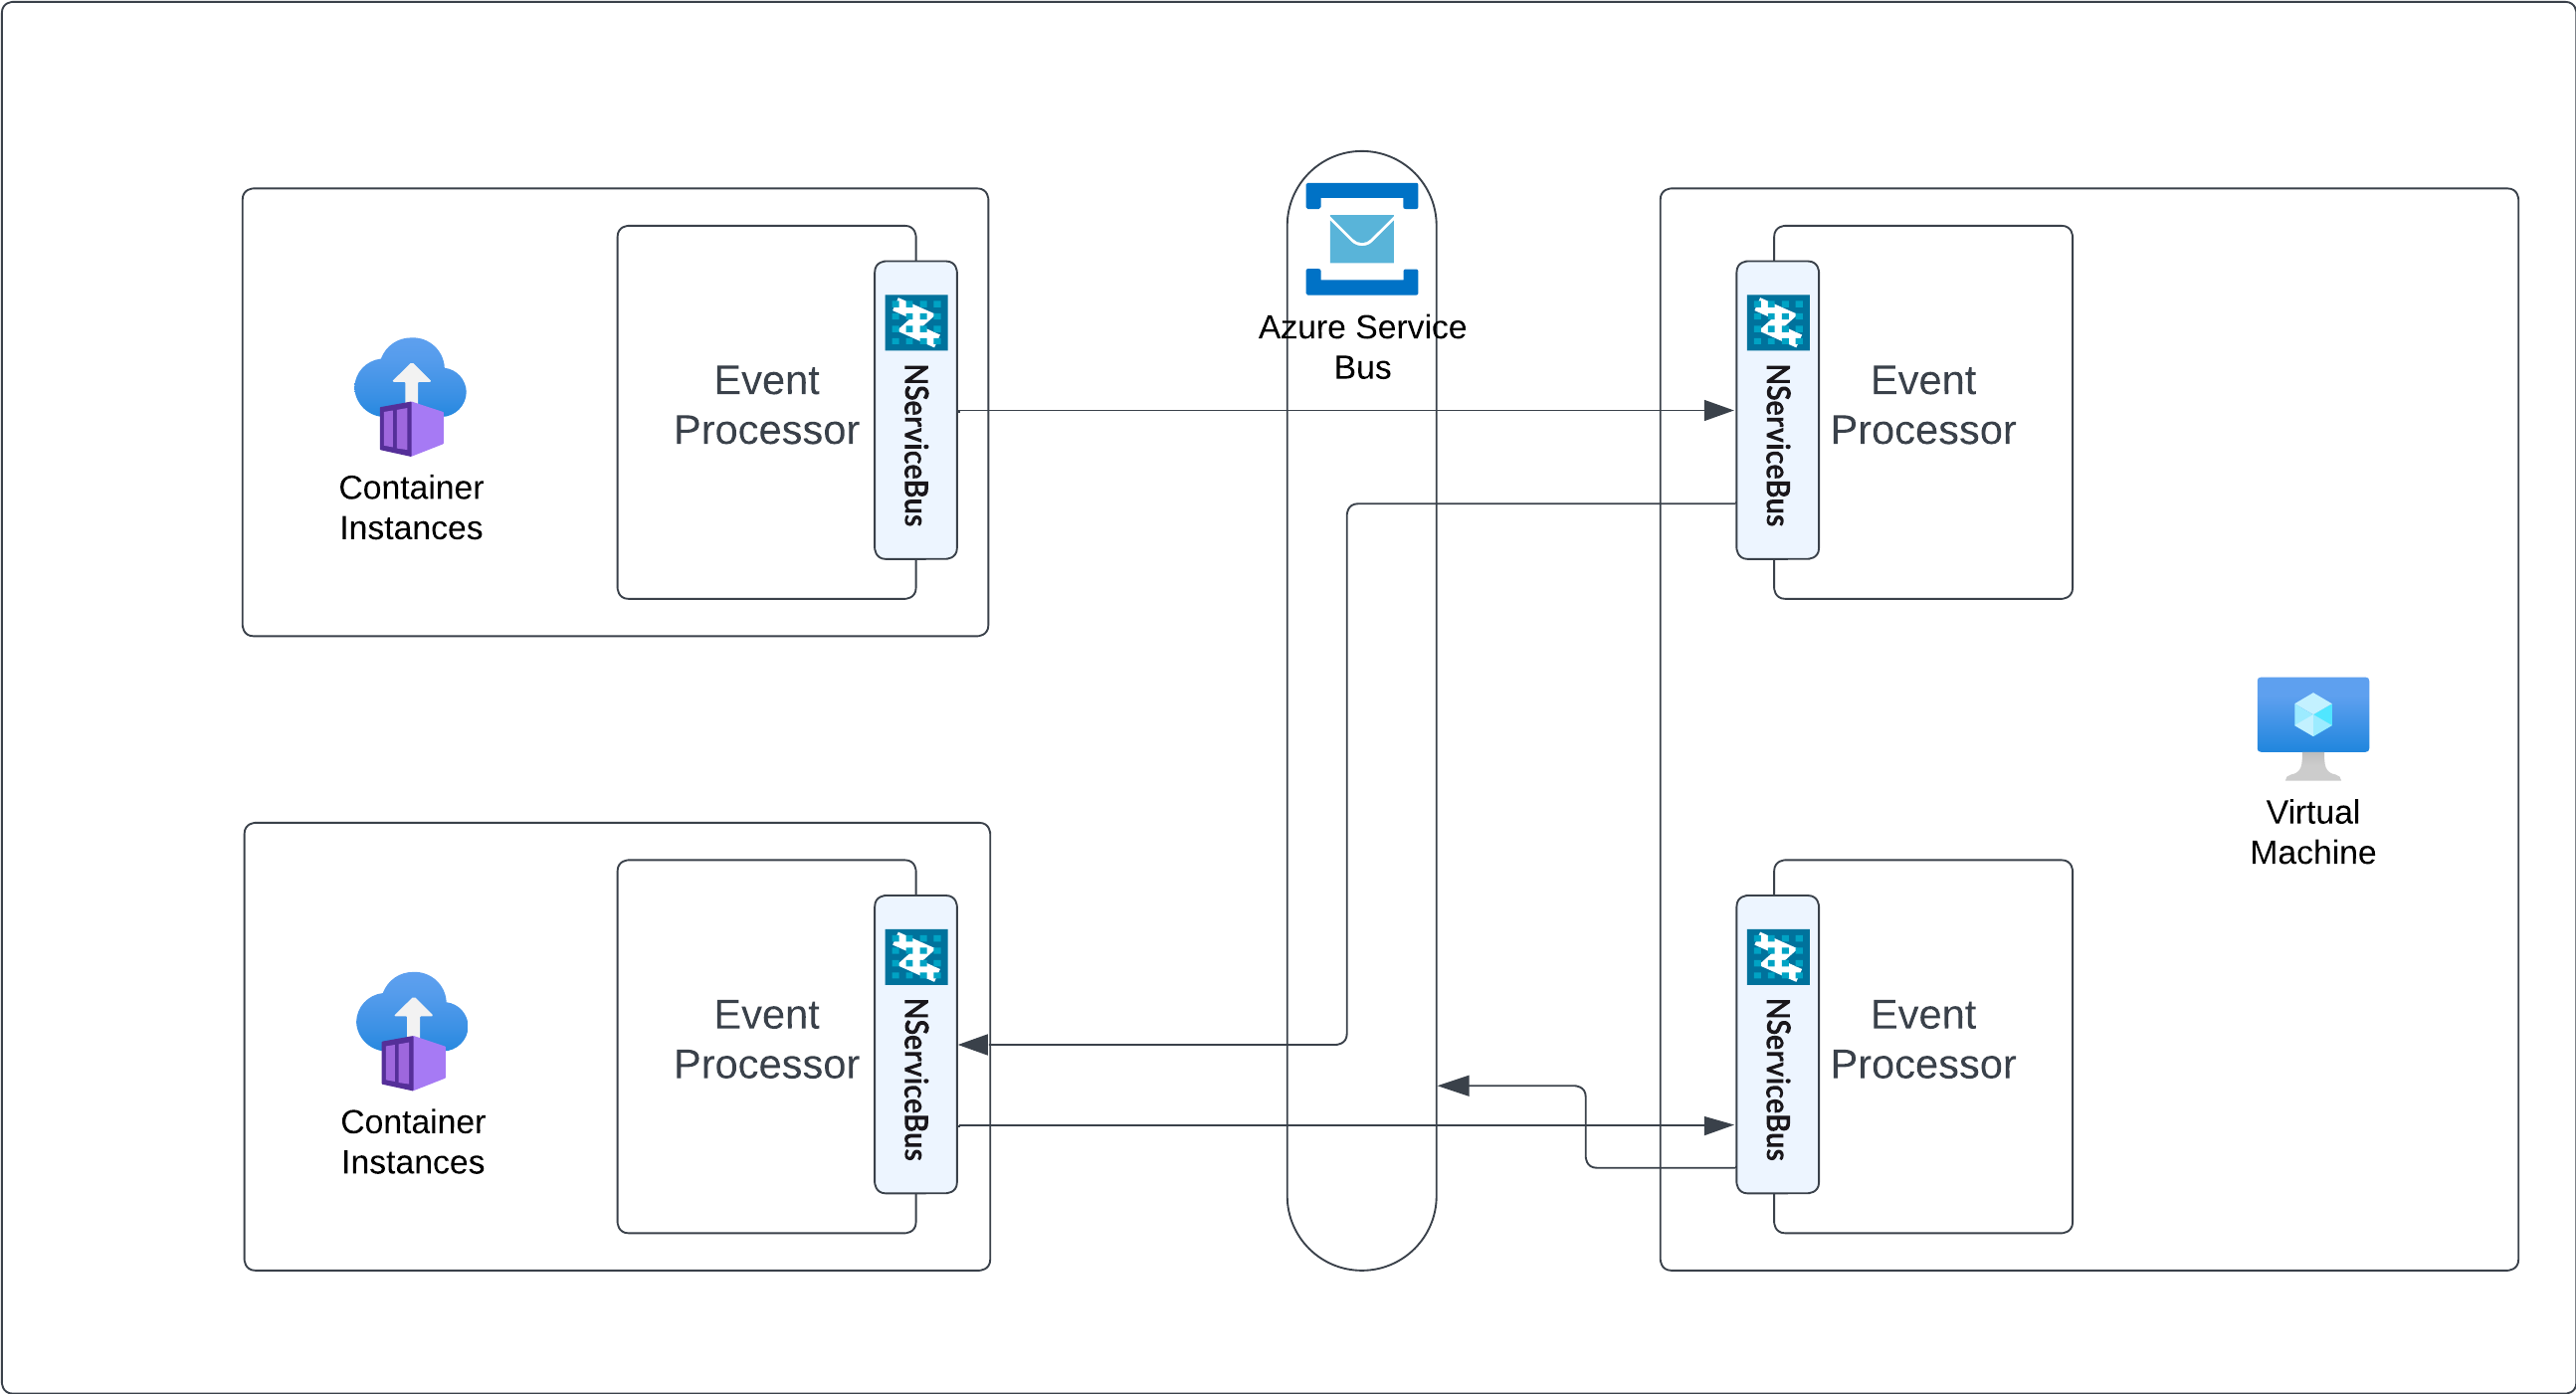 Azure Service
Bus
Event
Processor
NServiceBus
Container
Instances
NServiceBus
Event
Processor
Virtual
Machine
Event
Processor
NServiceBus
Container
Instances
NServiceBus
Event
Processor